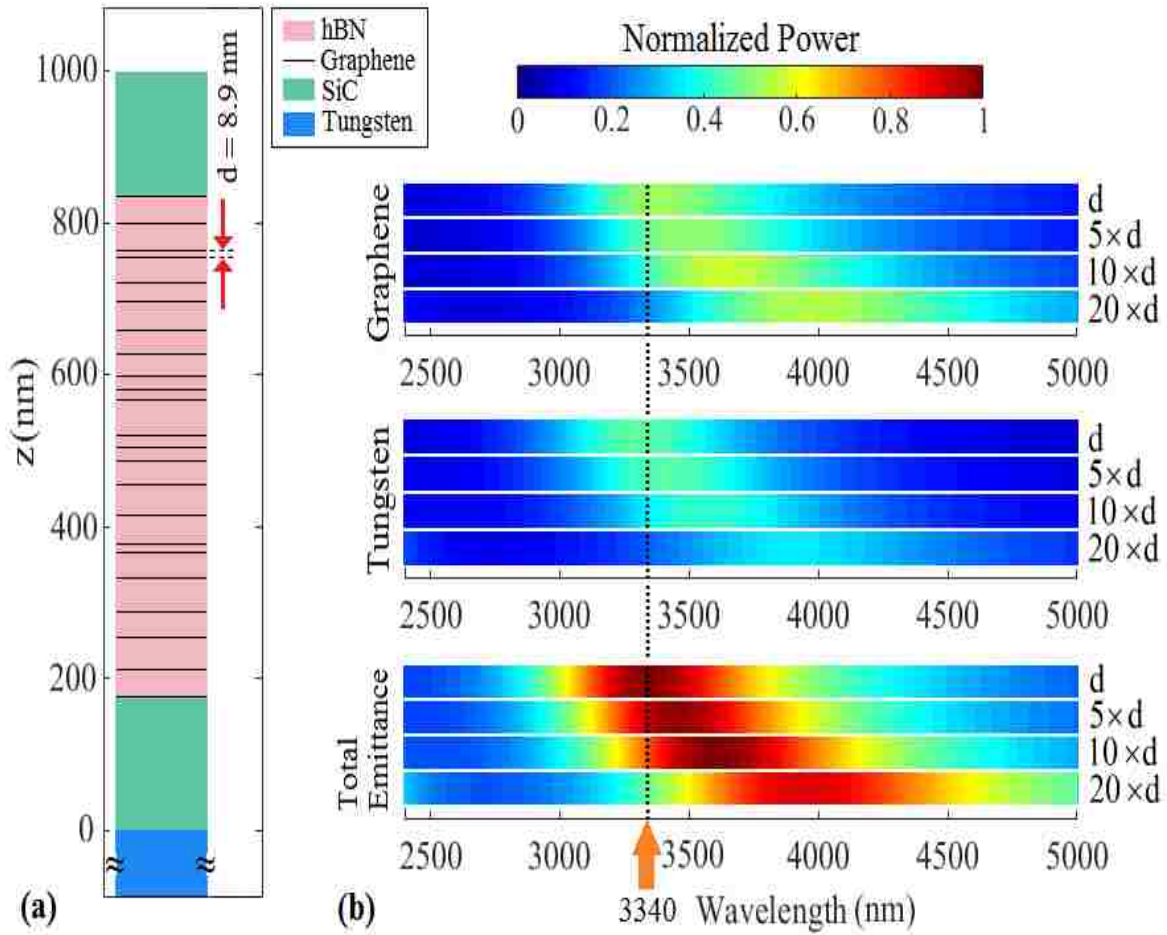 hBN
Graphene
SiC
Tungsten
d = 8.9 nm
z(nm)
1000
800
600
400
200
0
≈ ≈
(a)
Normalized Power
0 0.2 0.4 0.6 0.8 1
Graphene
d
5×d
10×d
20×d
2500 3000 3500 4000 4500 5000
Tungsten
d
5×d
10×d
20×d
2500 3000 3500 4000 4500 5000
Total
Emittance
d
5×d
10×d
20×d
2500 3000 3500 4000 4500 5000
(b)
3340 Wavelength (nm)